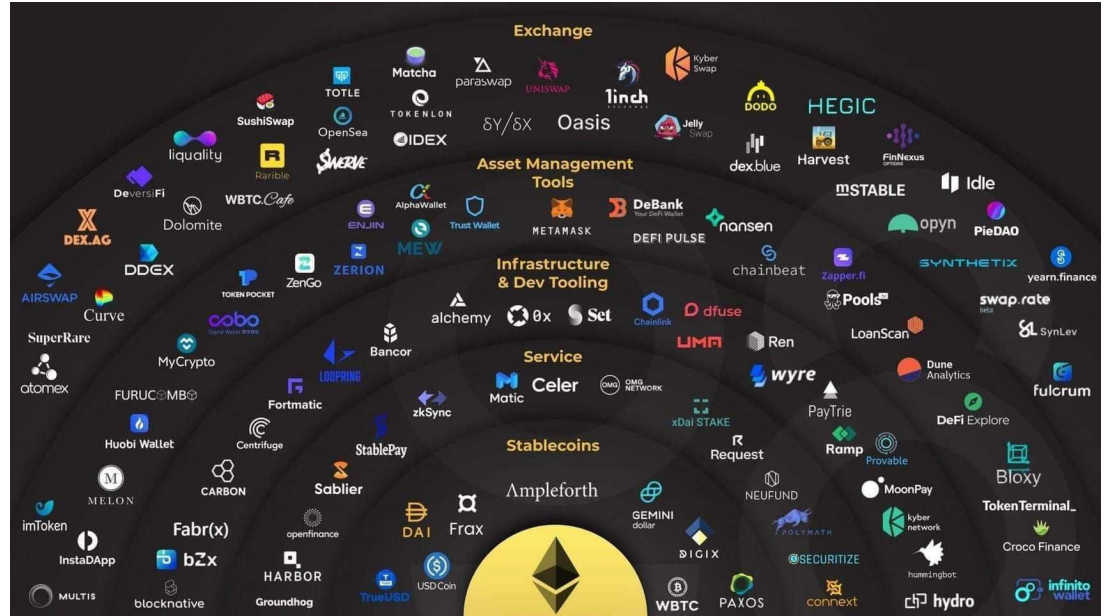 Exchange
Matcha
paraswap
UNISWAP
1inch
EXCHANGE
Kyber
Swap
TOTLE
TOKENLON
DODO
HEGIC
SushiSwap
OpenSea
IDEX
δY/δX
Oasis
Jelly
Swap
dex.blue
Harvest
FinNexus
OPTIONS
liquality
Rarible
SWERVE
DeversiFi
Dolomite
WBTC.Cafe
mSTABLE
Idle
DEX.AG
DDEX
opyn
PieDAO
AIRSWAP
Curve
SYNTHETIX
yearn.finance
SuperRare
swap.rate
beta
SynLev
atomex
fulcrum
Asset Management
Tools
ENJIN
AlphaWallet
Trust Wallet
METAMASK
DeBank
Your DeFi Wallet
nansen
MEW
DEFI PULSE
chainbeat
Zapper.fi
ZERION
ZenGo
TOKEN POCKET
Pools
cobo
LoanScan
MyCrypto
Dune
Analytics
FURUCOMBO
DeFi Explore
Huobi Wallet
Bloxy
MELON
TokenTerminal_
imToken
Croco Finance
InstaDApp
MULTIS
infinito
wallet
Infrastructure
& Dev Tooling
alchemy
0x
Set
Chainlink
dfuse
Bancor
UMA
Ren
LOOPRING
wyre
Fortmatic
PayTrie
Centrifuge
Ramp
Provable
CARBON
MoonPay
Fabr(x)
kyber
network
bZx
hummingbot
blocknative
hydro
Service
Matic
Celer
OMG
OMG
NETWORK
zkSync
xDai STAKE
StablePay
Request
Sablier
NEUFUND
openfinance
POLYMATH
HARBOR
SECURITIZE
Groundhog
connext
Stablecoins
Ampleforth
DAI
Frax
GEMINI
dollar
DIGIX
TrueUSD
USD Coin
WBTC
PAXOS